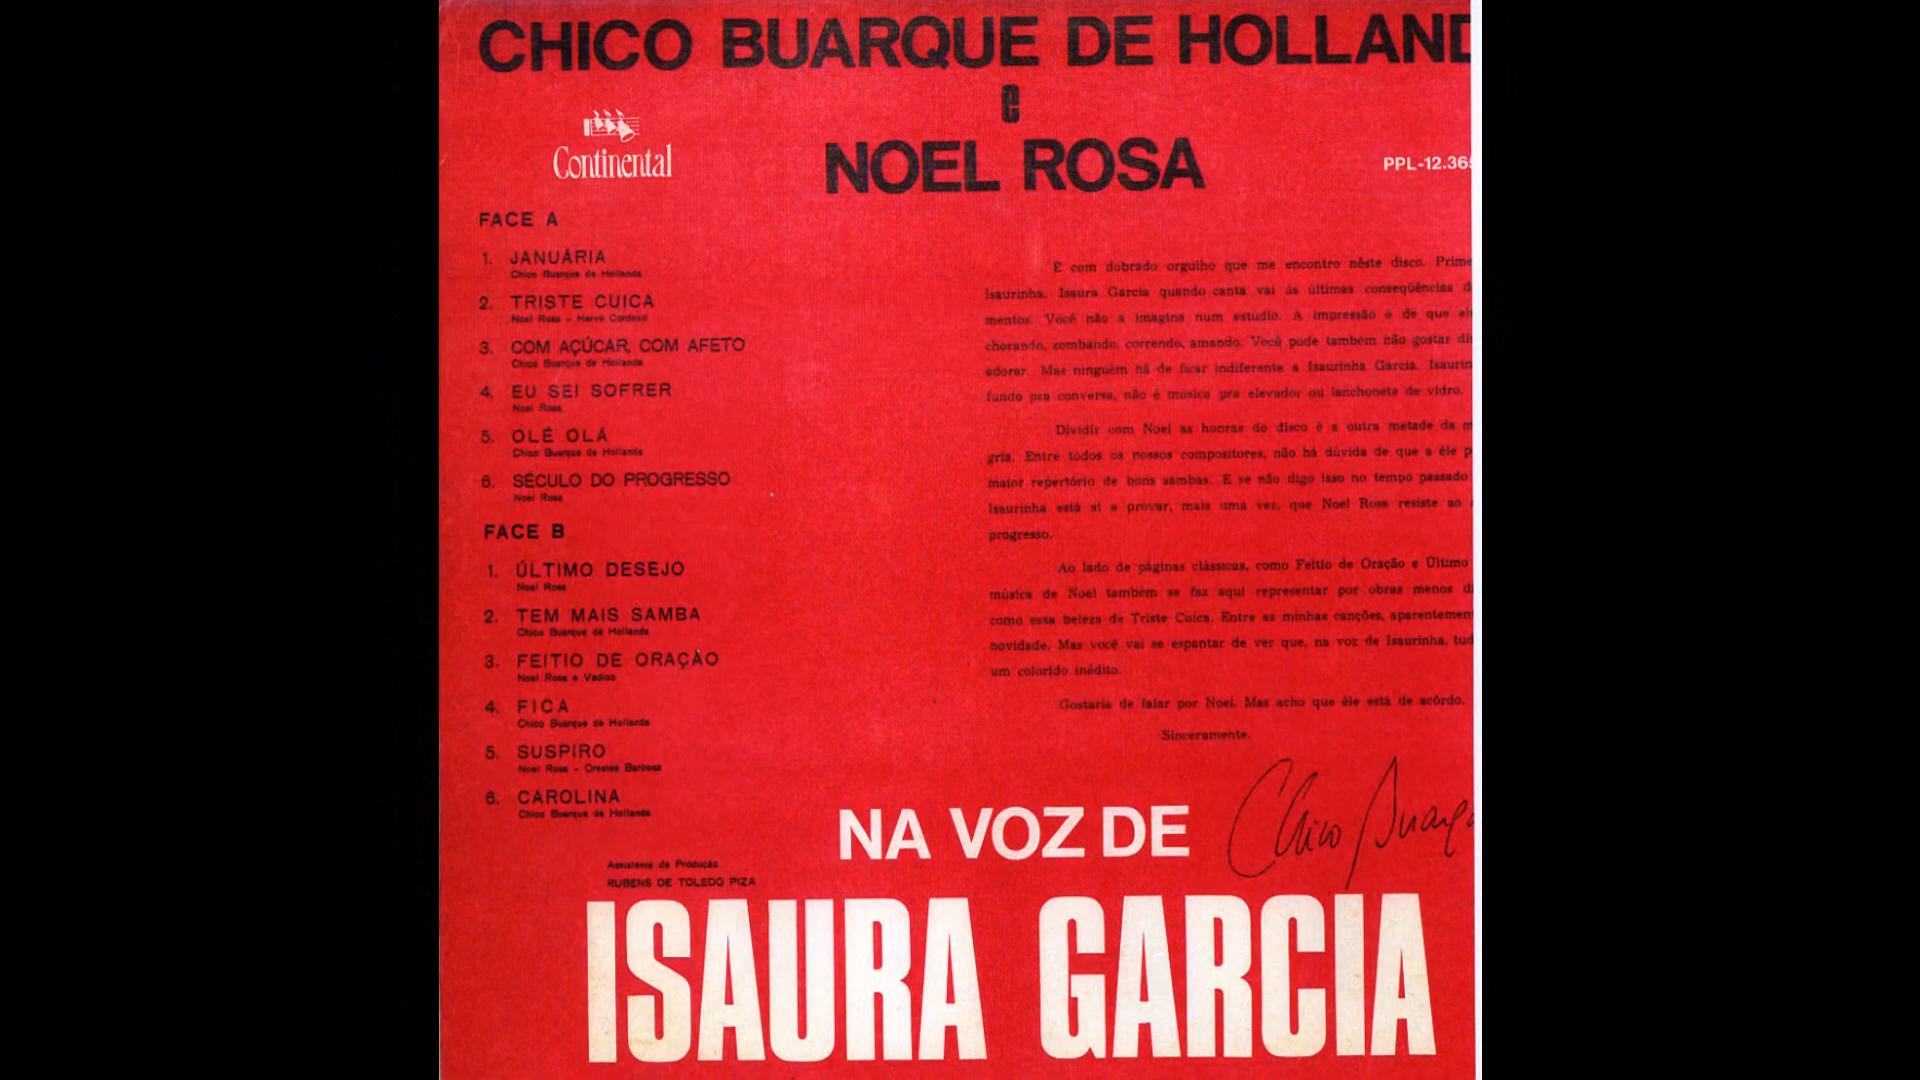 CHICO BUARQUE DE HOLLAND
e
NOEL ROSA
Continental
PPL-12.36
FACE A
1. JANUÁRIA
Chico Buarque de Hollanda
2. TRISTE CUICA
Noel Rosa - Hervé Cordovil
3. COM AÇÚCAR, COM AFETO
Chico Buarque de Hollanda
4. EU SEI SOFRER
Noel Rosa
5. OLÊ OLÁ
Chico Buarque de Hollanda
6. SÉCULO DO PROGRESSO
Noel Rosa
FACE B
1. ÚLTIMO DESEJO
Noel Rosa
2. TEM MAIS SAMBA
Chico Buarque de Hollanda
3. FEITIO DE ORAÇÃO
Noel Rosa e Vadico
4. FICA
Chico Buarque de Hollanda
5. SUSPIRO
Noel Rosa - Orestes Barbosa
6. CAROLINA
Chico Buarque de Hollanda
É com dobrado orgulho que me encontro nêste disco. Prime
Isaurinha. Isaura Garcia quando canta vai às últimas conseqüências d
mentos. Você não a imagina num estúdio. A impressão é de que el
chorando, zombando, correndo, amando. Você pode também não gostar di
adorar. Mas ninguém há de ficar indiferente a Isaurinha Garcia. Isaurin
fundo pra conversa, não é música pra elevador ou lanchonete de vidro.
Dividir com Noel as honras do disco é a outra metade da m
gria. Entre todos os nossos compositores, não há dúvida de que a êle p
maior repertório de bons sambas. E se não digo isso no tempo passado
Isaurinha está aí a provar, mais uma vez, que Noel Rosa resiste ao
progresso.
Ao lado de páginas clássicas, como Feitio de Oração e Último
música de Noel também se faz aqui representar por obras menos d
como essa beleza de Triste Cuica. Entre as minhas canções, aparentemen
novidade. Mas você vai se espantar de ver que, na voz de Isaurinha, tud
um colorido inédito.
Gostaria de falar por Noel. Mas acho que êle está de acôrdo.
Sinceramente.
Chico Buarq
NA VOZ DE
Assistente de Produção
RUBENS DE TOLEDO PIZA
ISAURA GARCIA